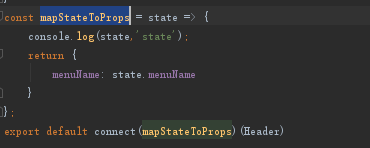 const mapStateToProps = state => {
console.log(state,'state');
return {
menuName: state.menuName
}
};
export default connect(mapStateToProps)(Header)